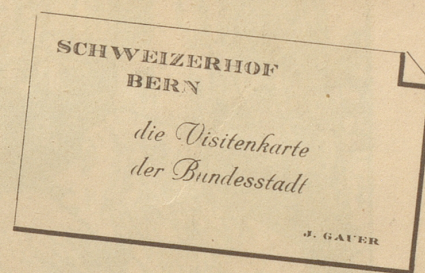 SCHWEIZERHOF
BERN
die Visitenkarte
der Bundesstadt
J. GAUER